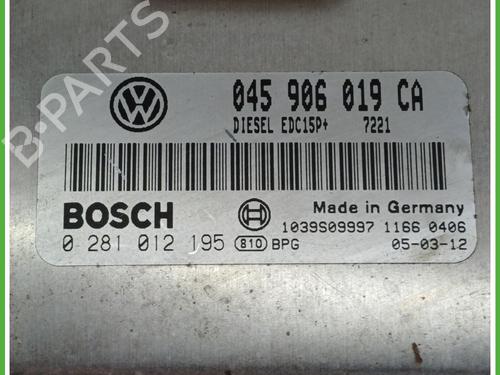 045 906 019 CA
DIESEL EDC15P+ 7221
BOSCH
Made in Germany
1039S09997 1166 0406
0 281 012 195 810 BPG 05-03-12
B-PARTS